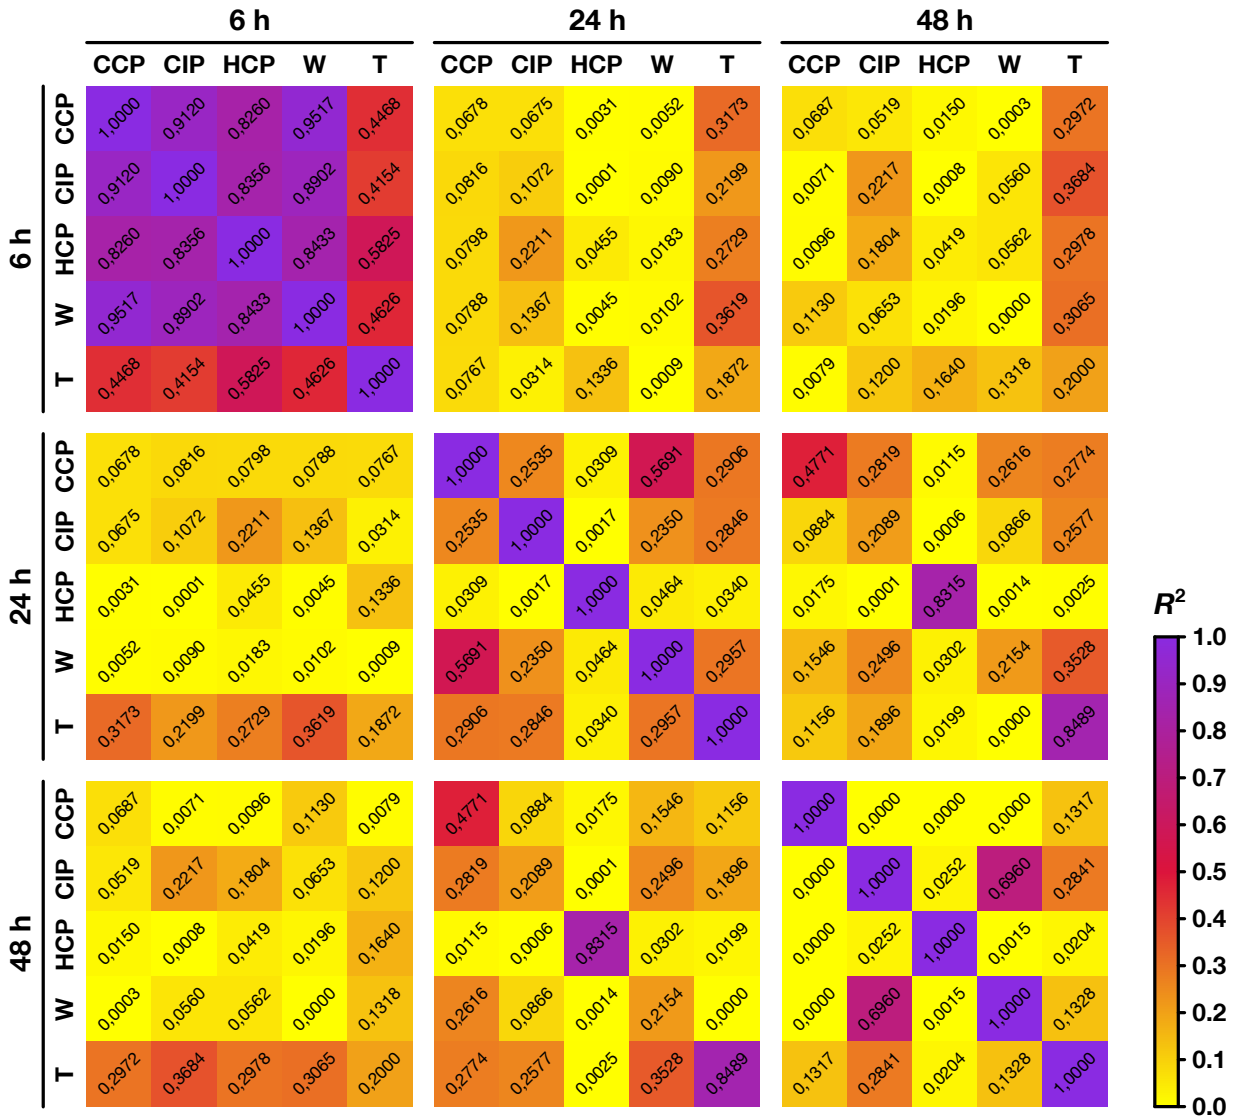 6 h 24 h 48 h
CCP CIP HCP W T CCP CIP HCP W T CCP CIP HCP W T
6 h
CCP 1,0000 0,9120 0,8260 0,9517 0,4468 0,0678 0,0675 0,0031 0,0052 0,3173 0,0687 0,0519 0,0150 0,0003 0,2972
CIP 0,9120 1,0000 0,8356 0,8902 0,4154 0,0816 0,1072 0,0001 0,0090 0,2199 0,0071 0,2217 0,0008 0,0560 0,3684
HCP 0,8260 0,8356 1,0000 0,8433 0,5825 0,0798 0,2211 0,0455 0,0183 0,2729 0,0096 0,1804 0,0419 0,0562 0,2978
W 0,9517 0,8902 0,8433 1,0000 0,4626 0,0788 0,1367 0,0045 0,0102 0,3619 0,1130 0,0653 0,0196 0,0000 0,3065
T 0,4468 0,4154 0,5825 0,4626 1,0000 0,0767 0,0314 0,1336 0,0009 0,1872 0,0079 0,1200 0,1640 0,1318 0,2000
24 h
CCP 0,0678 0,0816 0,0798 0,0788 0,0767 1,0000 0,2535 0,0309 0,5691 0,2906 0,4771 0,2819 0,0115 0,2616 0,2774
CIP 0,0675 0,1072 0,2211 0,1367 0,0314 0,2535 1,0000 0,0017 0,2350 0,2846 0,0884 0,2089 0,0006 0,0866 0,2577
HCP 0,0031 0,0001 0,0455 0,0045 0,1336 0,0309 0,0017 1,0000 0,0464 0,0340 0,0175 0,0001 0,8315 0,0014 0,0025
W 0,0052 0,0090 0,0183 0,0102 0,0009 0,5691 0,2350 0,0464 1,0000 0,2957 0,1546 0,2496 0,0302 0,2154 0,3528
T 0,3173 0,2199 0,2729 0,3619 0,1872 0,2906 0,2846 0,0340 0,2957 1,0000 0,1156 0,1896 0,0199 0,0000 0,8489
48 h
CCP 0,0687 0,0071 0,0096 0,1130 0,0079 0,4771 0,0884 0,0175 0,1546 0,1156 1,0000 0,0000 0,0000 0,0000 0,1317
CIP 0,0519 0,2217 0,1804 0,0653 0,1200 0,2819 0,2089 0,0001 0,2496 0,1896 0,0000 1,0000 0,0252 0,6960 0,2841
HCP 0,0150 0,0008 0,0419 0,0196 0,1640 0,0115 0,0006 0,8315 0,0302 0,0199 0,0000 0,0252 1,0000 0,0015 0,0204
W 0,0003 0,0560 0,0562 0,0000 0,1318 0,2616 0,0866 0,0014 0,2154 0,0000 0,0000 0,6960 0,0015 1,0000 0,1328
T 0,2972 0,3684 0,2978 0,3065 0,2000 0,2774 0,2577 0,0025 0,3528 0,8489 0,1317 0,2841 0,0204 0,1328 1,0000
R²
1.0
0.9
0.8
0.7
0.6
0.5
0.4
0.3
0.2
0.1
0.0